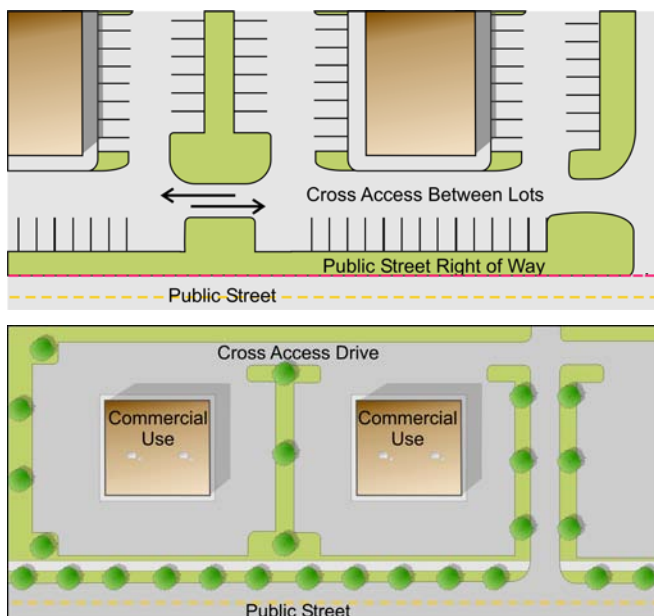 Cross Access Between Lots
Public Street Right of Way
Public Street
Cross Access Drive
Commercial
Use
Commercial
Use
Public Street